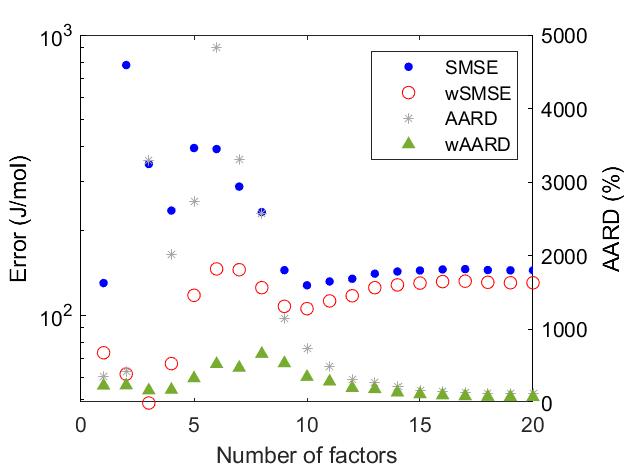 10³
10²
Error (J/mol)
SMSE
wSMSE
AARD
wAARD
5000
4000
3000
2000
1000
0
AARD (%)
0 5 10 15 20
Number of factors